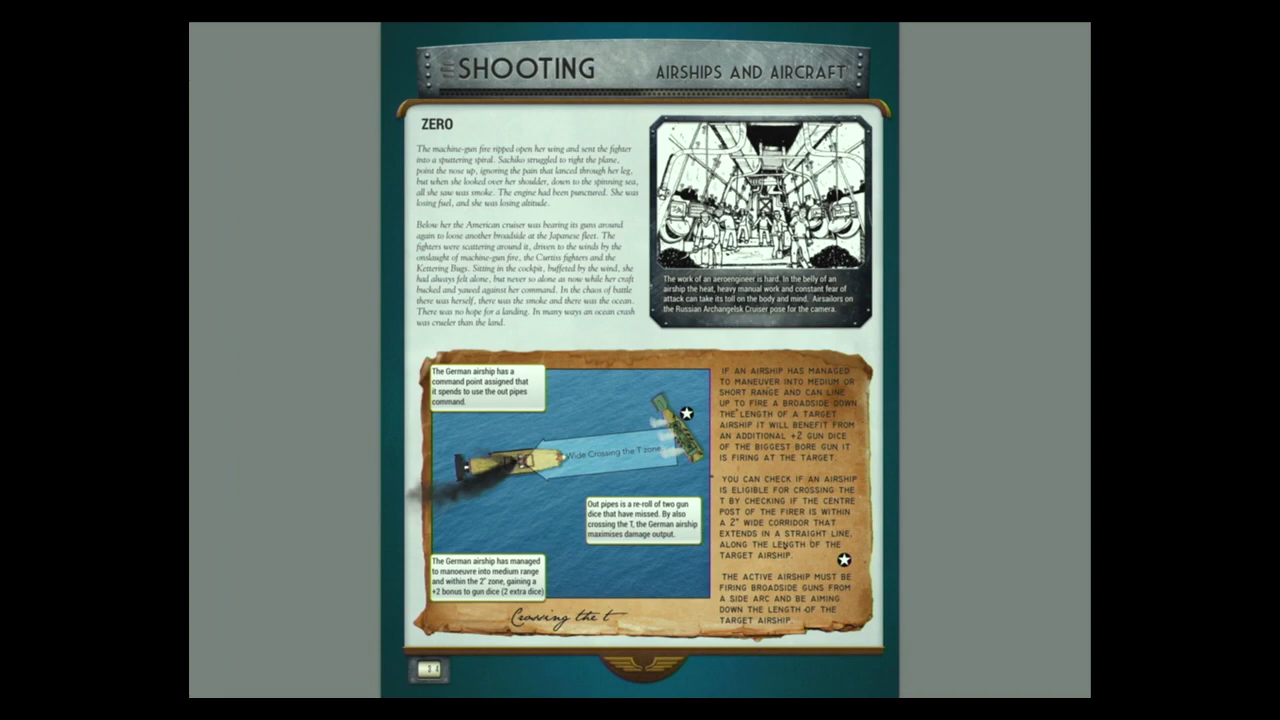 the SHOOTING
AIRSHIPS AND AIRCRAFT
ZERO
The machine-gun fire ripped open her wing and sent the fighter
into a sputtering spiral. Sachiko struggled to right the plane,
point the nose up, ignoring the pain that lanced through her leg,
but when she looked over her shoulder, down to the spinning sea,
all she saw was smoke. The engine had been punctured. She was
losing fuel, and she was losing altitude.
Below her the American cruiser was bearing its guns around
again to loose another broadside at the Japanese fleet. The
fighters were scattering around it, driven to the winds by the
onslaught of machine-gun fire, the Curtiss fighters and the
Kettering Bugs. Sitting in the cockpit, buffeted by the wind, she
had always felt alone, but never so alone as now while her craft
bucked and yawed against her command. In the chaos of battle
there was herself, there was the smoke and there was the ocean.
There was no hope for a landing. In many ways an ocean crash
was crueler than the land.
The work of an aeroengineer is hard. In the belly of an
airship the heat, heavy manual work and constant fear of
attack can take its toll on the body and mind. Airsailors on
the Russian Archangelsk Cruiser pose for the camera.
The German airship has a
command point assigned that
it spends to use the out pipes
command.
Wide Crossing the T zone
Out pipes is a re-roll of two gun
dice that have missed. By also
crossing the T, the German airship
maximises damage output.
The German airship has managed
to manoeuvre into medium range
and within the 2" zone, gaining a
+2 bonus to gun dice (2 extra dice)
Crossing the t
IF AN AIRSHIP HAS MANAGED
TO MANEUVER INTO MEDIUM OR
SHORT RANGE AND CAN LINE
UP TO FIRE A BROADSIDE DOWN
THE LENGTH OF A TARGET
AIRSHIP IT WILL BENEFIT FROM
AN ADDITIONAL +2 GUN DICE
OF THE BIGGEST BORE GUN IT
IS FIRING AT THE TARGET.
YOU CAN CHECK IF AN AIRSHIP
IS ELIGIBLE FOR CROSSING THE
T BY CHECKING IF THE CENTRE
POST OF THE FIRER IS WITHIN
A 2" WIDE CORRIDOR THAT
EXTENDS IN A STRAIGHT LINE,
ALONG THE LENGTH OF THE
TARGET AIRSHIP.
THE ACTIVE AIRSHIP MUST BE
FIRING BROADSIDE GUNS FROM
A SIDE ARC AND BE AIMING
DOWN THE LENGTH OF THE
TARGET AIRSHIP.